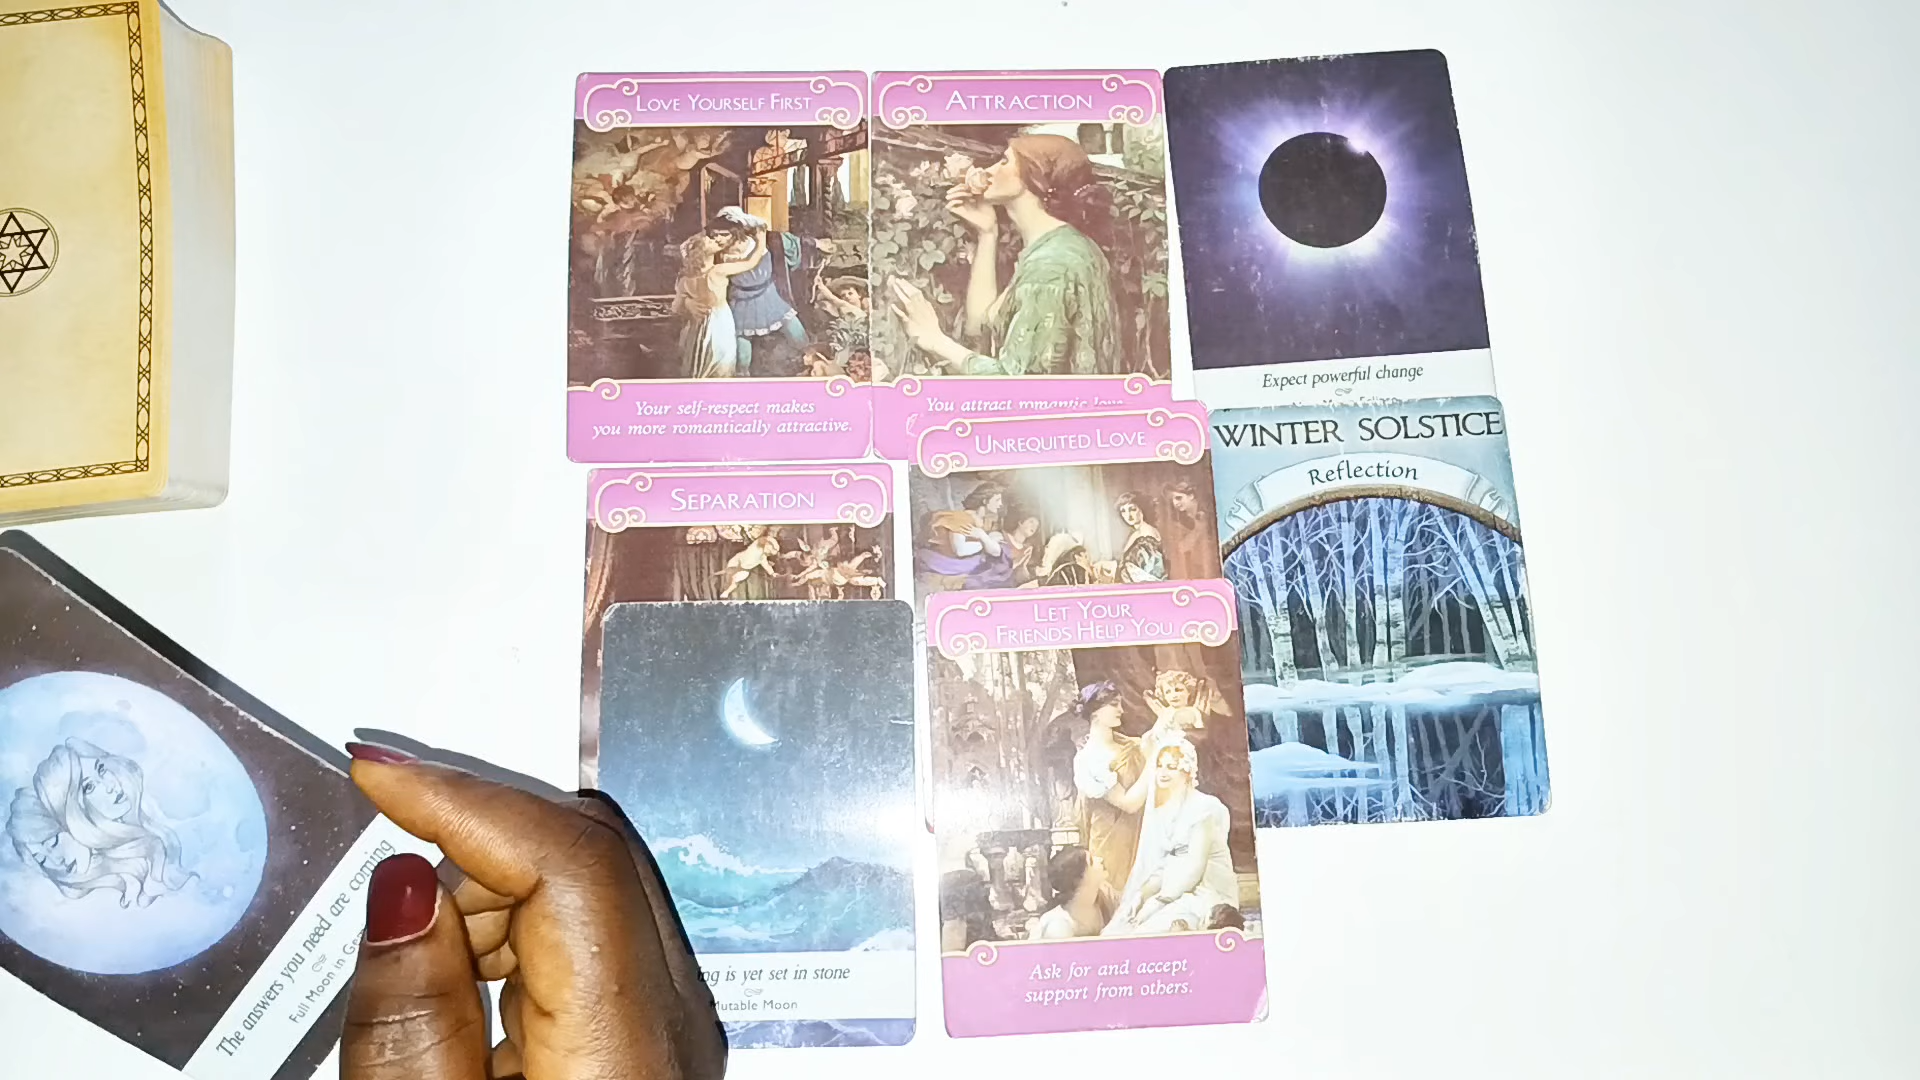 LOVE YOURSELF FIRST
Your self-respect makes
you more romantically attractive.
ATTRACTION
You attract romantic love
Expect powerful change
SEPARATION
UNREQUITED LOVE
WINTER SOLSTICE
Reflection
is yet set in stone
Mutable Moon
LET YOUR
FRIENDS HELP YOU
Ask for and accept
support from others.
The answers you need are coming
Full Moon in